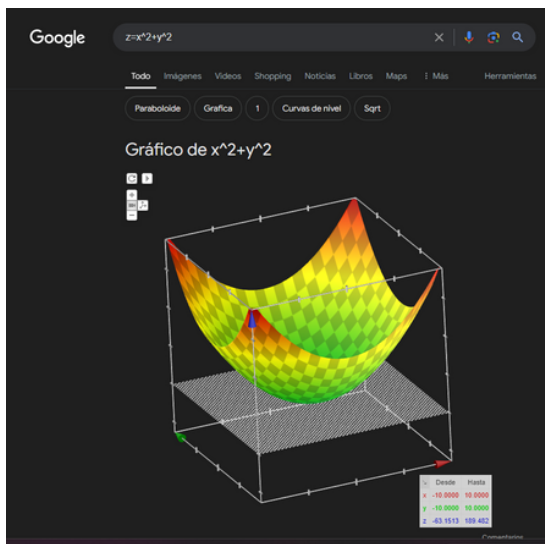 Google
z=x^2+y^2
Todo Imágenes Videos Shopping Noticias Libros Maps Más Herramientas
Paraboloide Grafica 1 Curvas de nivel Sqrt
Gráfico de x^2+y^2
Desde Hasta
x -10.0000 10.0000
y -10.0000 10.0000
z -63.1513 189.482
Comentarios